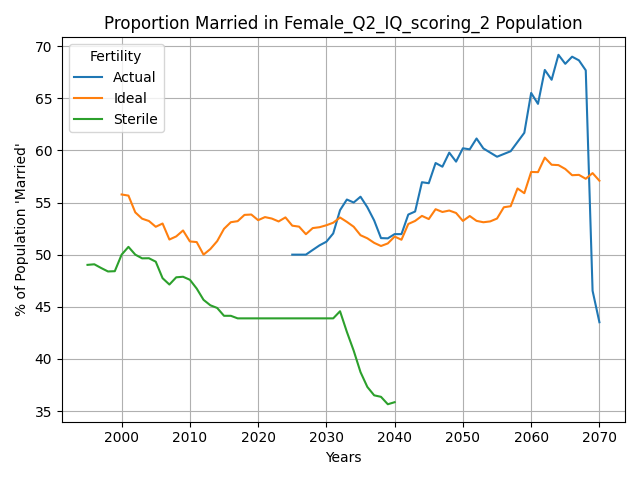 Proportion Married in Female_Q2_IQ_scoring_2 Population
% of Population 'Married'
70
65
60
55
50
45
40
35
Fertility
Actual
Ideal
Sterile
2000 2010 2020 2030 2040 2050 2060 2070
Years